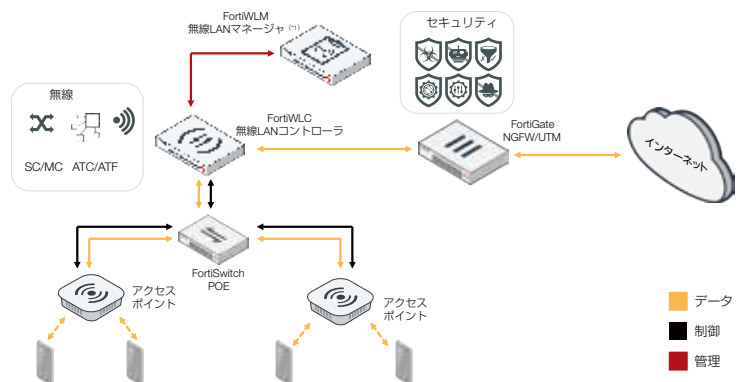 FortiWLM
無線LANマネージャ (*1)
セキュリティ
無線
SC/MC
ATC/ATF
FortiWLC
無線LANコントローラ
FortiGate
NGFW/UTM
インターネット
FortiSwitch
POE
アクセス
ポイント
アクセス
ポイント
データ
制御
管理